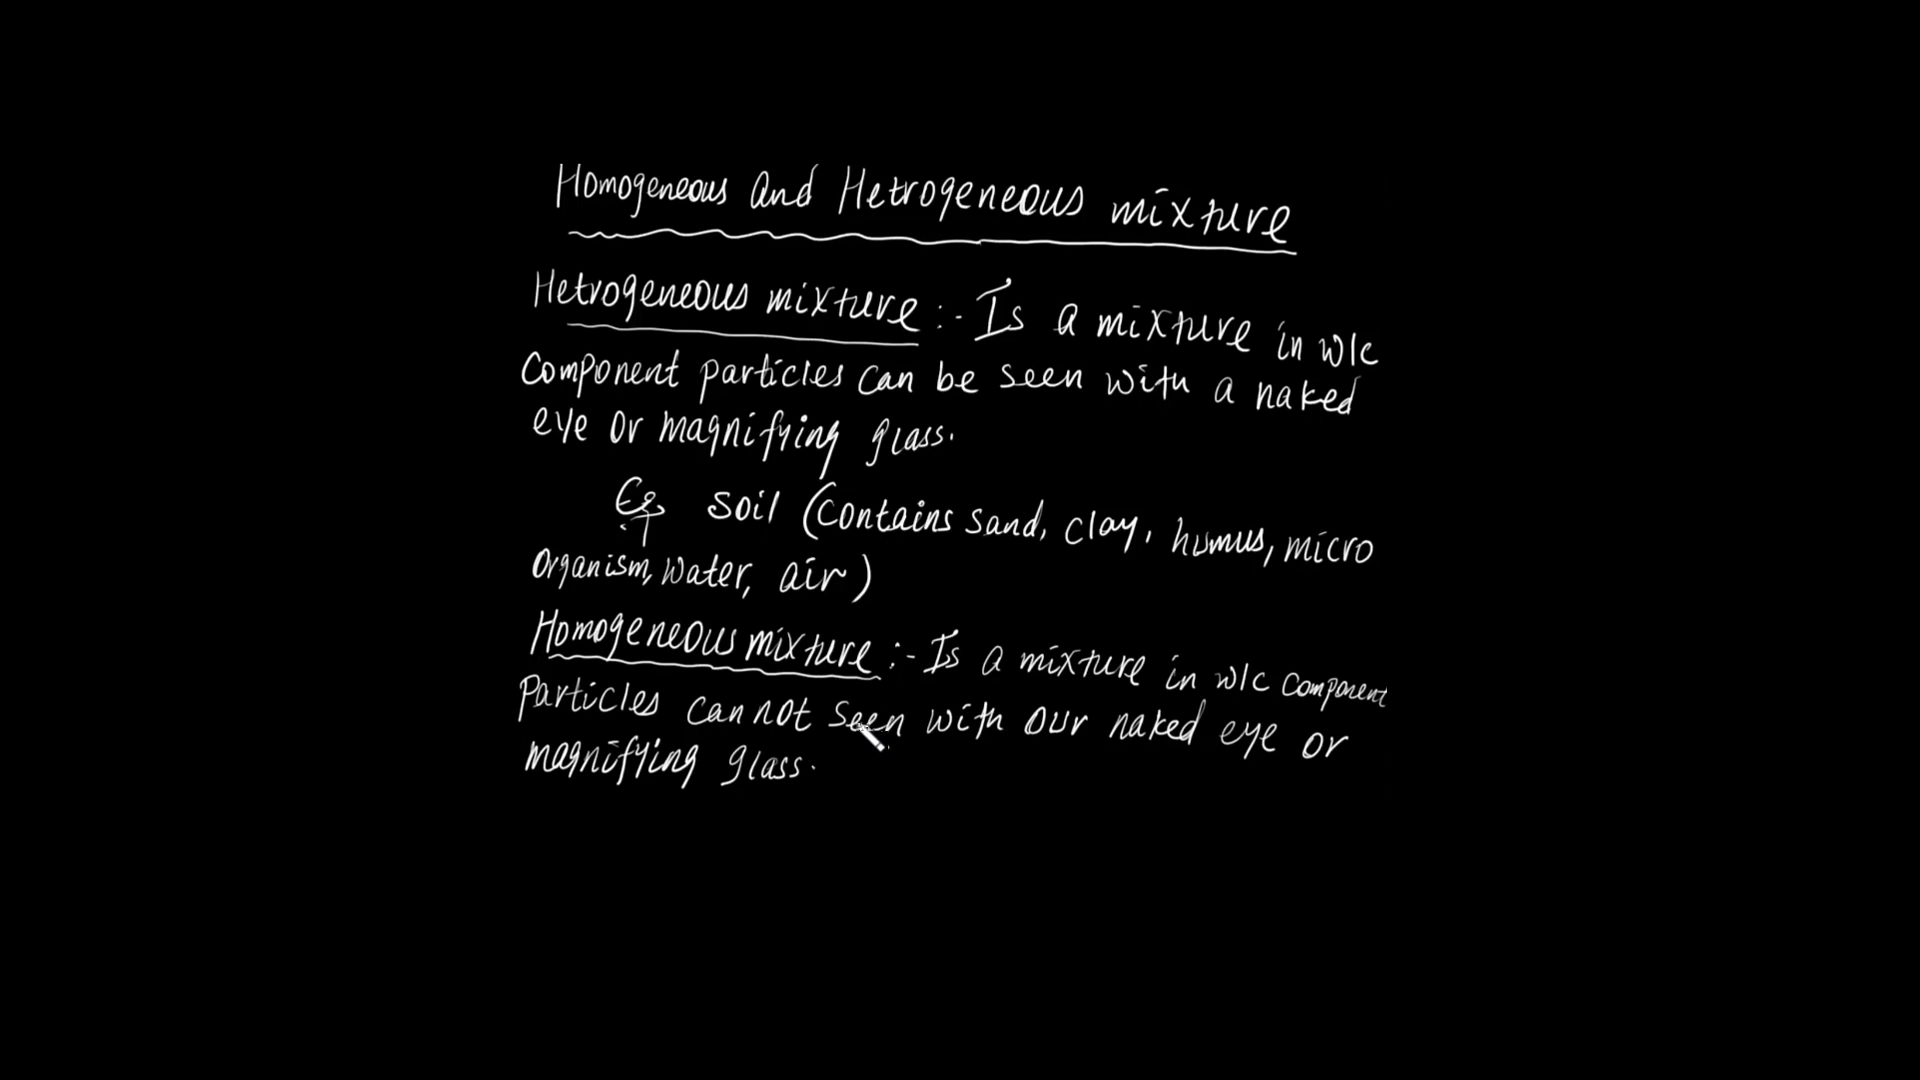 Homogeneous and Hetrogeneous mixture
Hetrogeneous mixture :- Is a mixture in w/c
component particles can be seen with a naked
eye or magnifying glass.
Eg soil (contains sand, clay, humus, micro
organism, water, air)
Homogeneous mixture :- Is a mixture in w/c component
particles cannot seen with our naked eye or
magnifying glass.